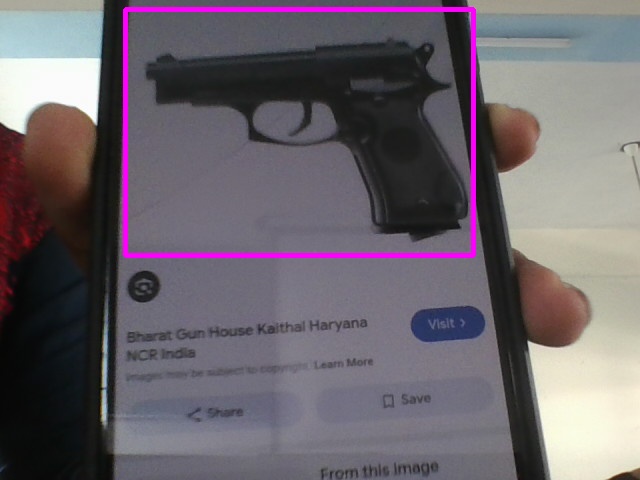 Bharat Gun House Kaithal Haryana
NCR India
Visit >
Images may be subject to copyright. Learn More
Share
Save
From this image